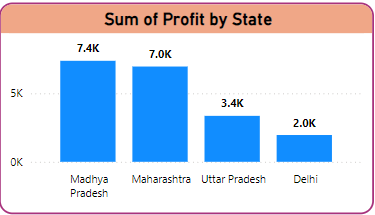 Sum of Profit by State
7.4K
7.0K
3.4K
2.0K
5K
0K
Madhya
Pradesh
Maharashtra
Uttar Pradesh
Delhi